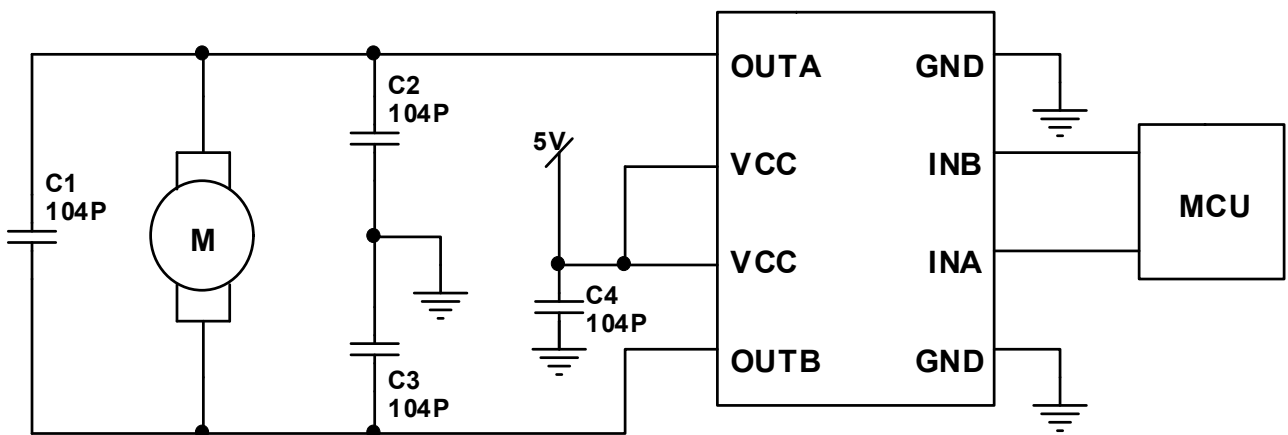 C1
104P
M
C2
104P
C3
104P
5V
C4
104P
OUTA
VCC
VCC
OUTB
GND
INB
INA
GND
MCU